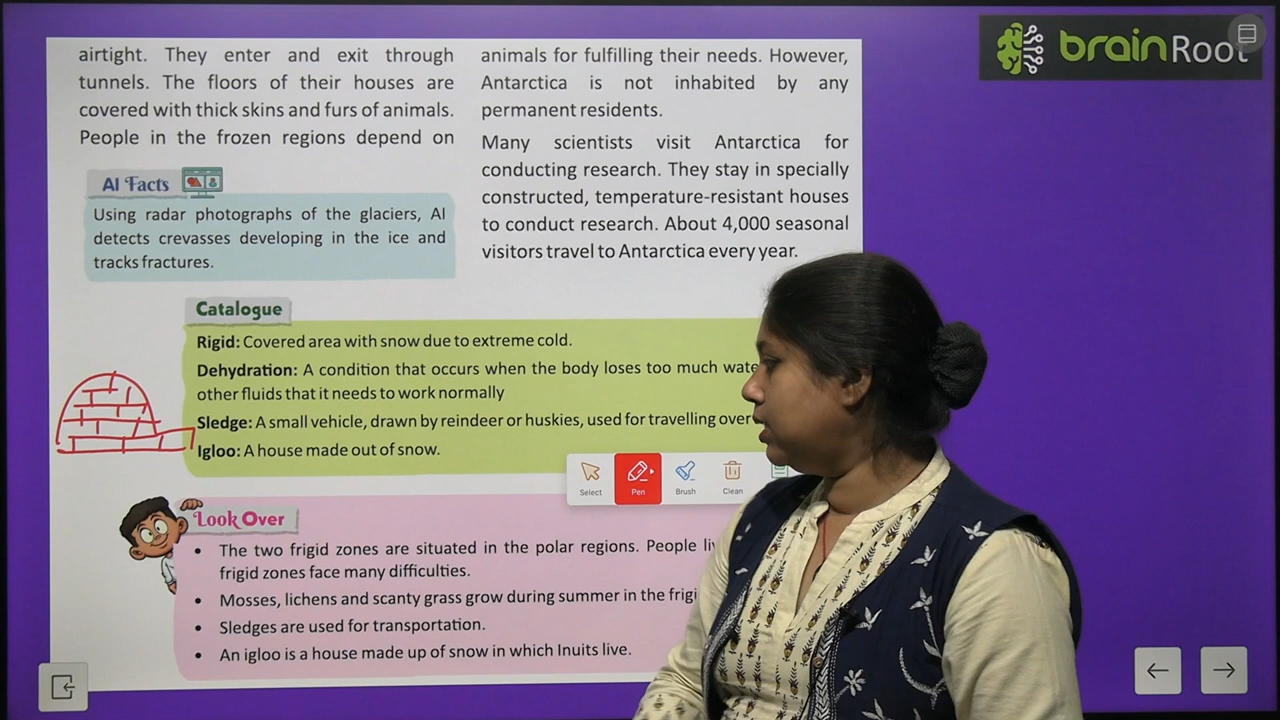 airtight. They enter and exit through
tunnels. The floors of their houses are
covered with thick skins and furs of animals.
People in the frozen regions depend on
AI Facts
Using radar photographs of the glaciers, AI
detects crevasses developing in the ice and
tracks fractures.
animals for fulfilling their needs. However,
Antarctica is not inhabited by any
permanent residents.
Many scientists visit Antarctica for
conducting research. They stay in specially
constructed, temperature-resistant houses
to conduct research. About 4,000 seasonal
visitors travel to Antarctica every year.
Catalogue
Rigid: Covered area with snow due to extreme cold.
Dehydration: A condition that occurs when the body loses too much
other fluids that it needs to work normally
Sledge: A small vehicle, drawn by reindeer or huskies, used for travelling over
Igloo: A house made out of snow.
Select
Pen
Brush
Clean
Look Over
The two frigid zones are situated in the polar regions. People
frigid zones face many difficulties.
Mosses, lichens and scanty grass grow during summer in the
Sledges are used for transportation.
An igloo is a house made up of snow in which Inuits live.
brainRoot